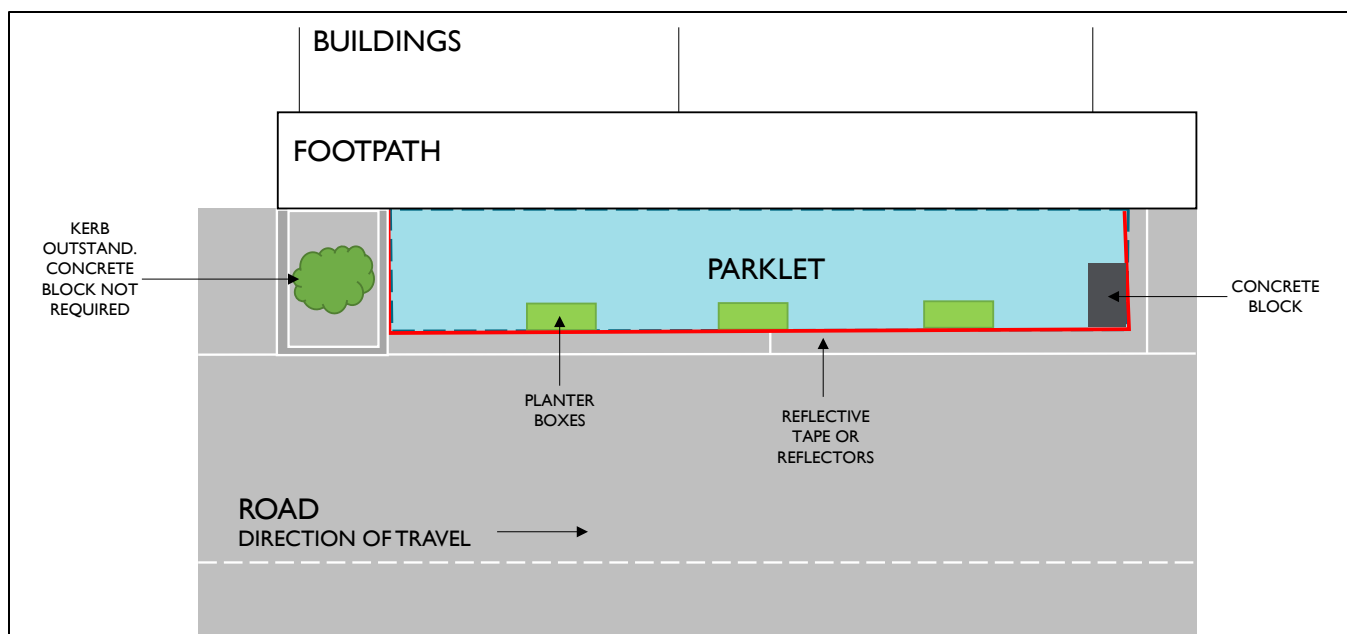 BUILDINGS
FOOTPATH
KERB
OUTSTAND.
CONCRETE
BLOCK NOT
REQUIRED
PARKLET
CONCRETE
BLOCK
PLANTER
BOXES
REFLECTIVE
TAPE OR
REFLECTORS
ROAD
DIRECTION OF TRAVEL